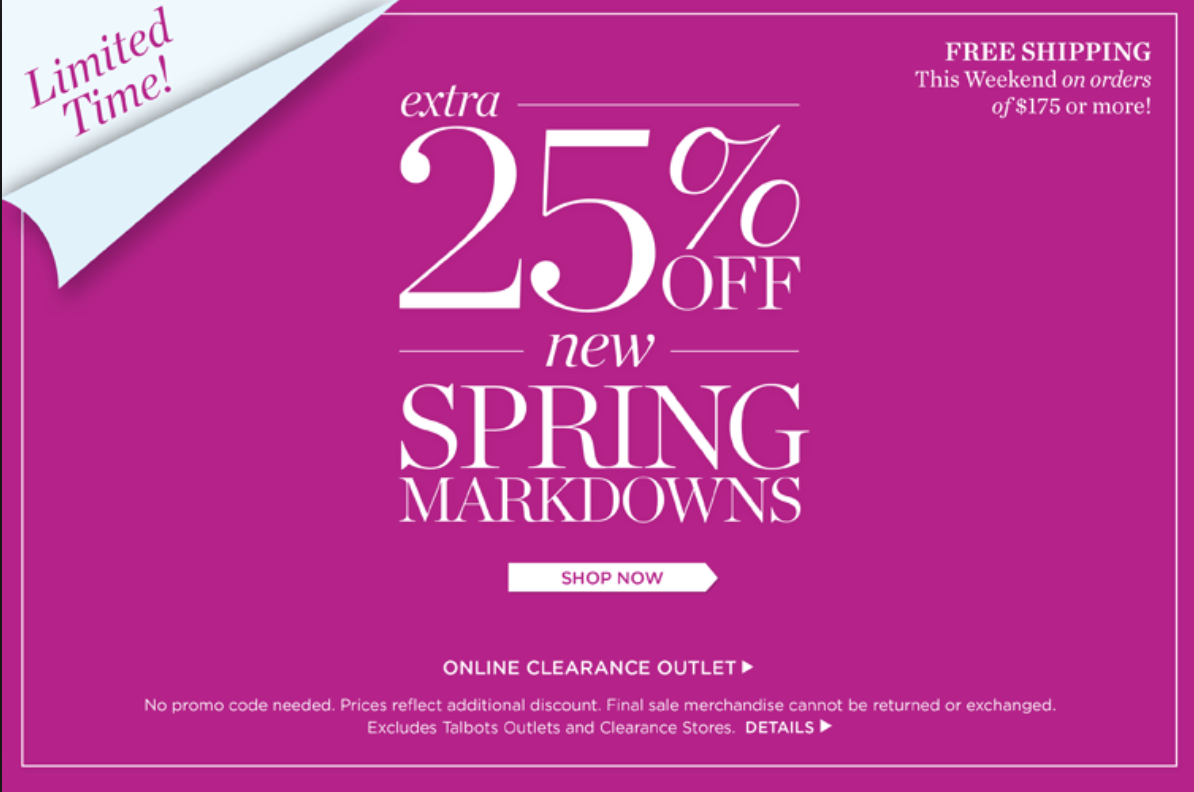 Limited
Time!
FREE SHIPPING
This Weekend on orders
of $175 or more!
extra
25%
OFF
new
SPRING
MARKDOWNS
SHOP NOW
ONLINE CLEARANCE OUTLET ▶
No promo code needed. Prices reflect additional discount. Final sale merchandise cannot be returned or exchanged.
Excludes Talbots Outlets and Clearance Stores. DETAILS ▶